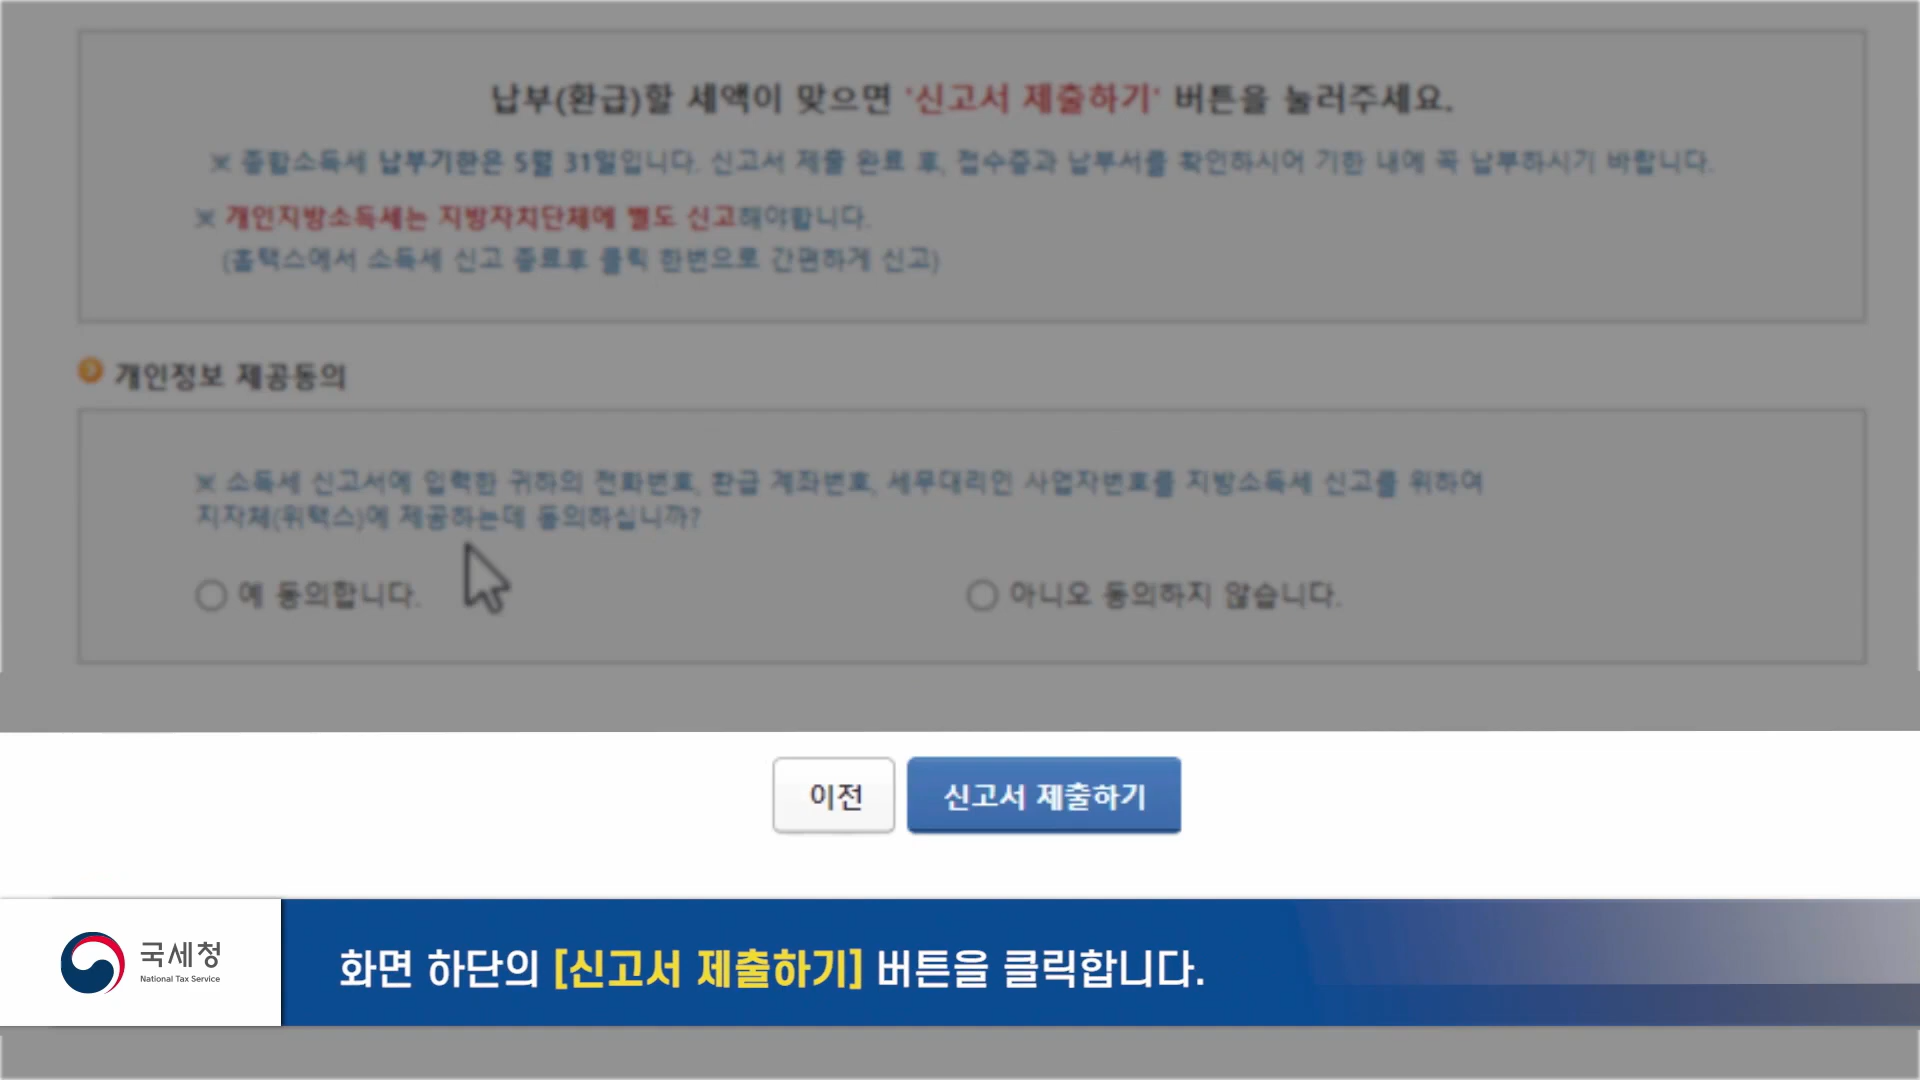 납부(환급)할 세액이 맞으면 '신고서 제출하기' 버튼을 눌러주세요.
※ 종합소득세 납부기한은 5월 31일입니다. 신고서 제출 완료 후, 접수증과 납부서를 확인하시어 기한 내에 꼭 납부하시기 바랍니다.
※ 개인지방소득세는 지방자치단체에 별도 신고해야합니다.
(홈택스에서 소득세 신고 종료후 클릭 한번으로 간편하게 신고)
개인정보 제공동의
※ 소득세 신고서에 입력한 귀하의 전화번호, 환급 계좌번호, 세무대리인 사업자번호를 지방소득세 신고를 위하여
지자체(위택스)에 제공하는데 동의하십니까?
예 동의합니다. 아니오 동의하지 않습니다.
이전 신고서 제출하기
국세청
National Tax Service
화면 하단의 [신고서 제출하기] 버튼을 클릭합니다.